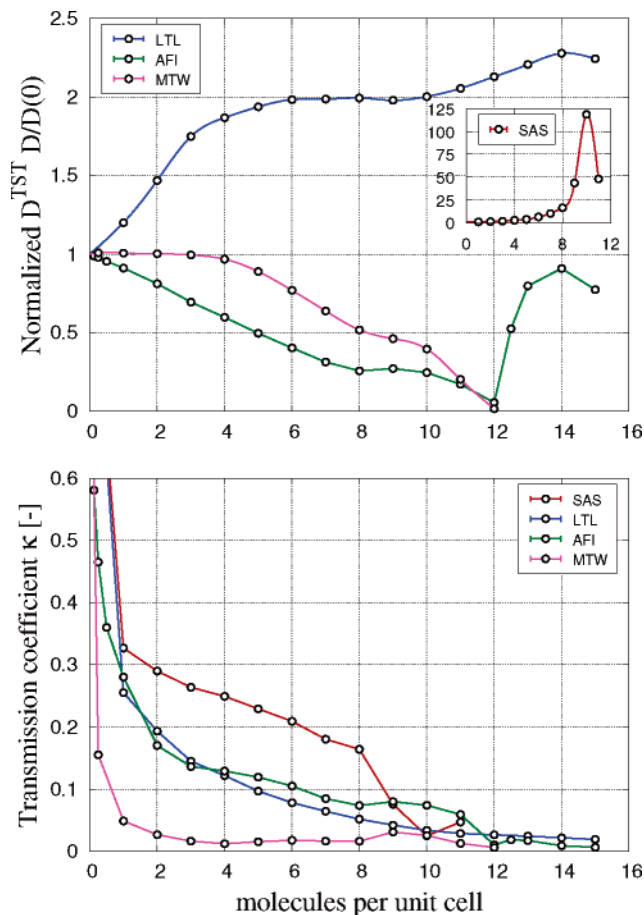 Normalized D^TST D/D(0)
2.5
2
1.5
1
0.5
0
LTL
AFI
MTW
125
100
75
50
25
0
SAS
0 4 8 12
0 2 4 6 8 10 12 14 16
Transmission coefficient κ [-]
0.6
0.5
0.4
0.3
0.2
0.1
0
SAS
LTL
AFI
MTW
0 2 4 6 8 10 12 14 16
molecules per unit cell